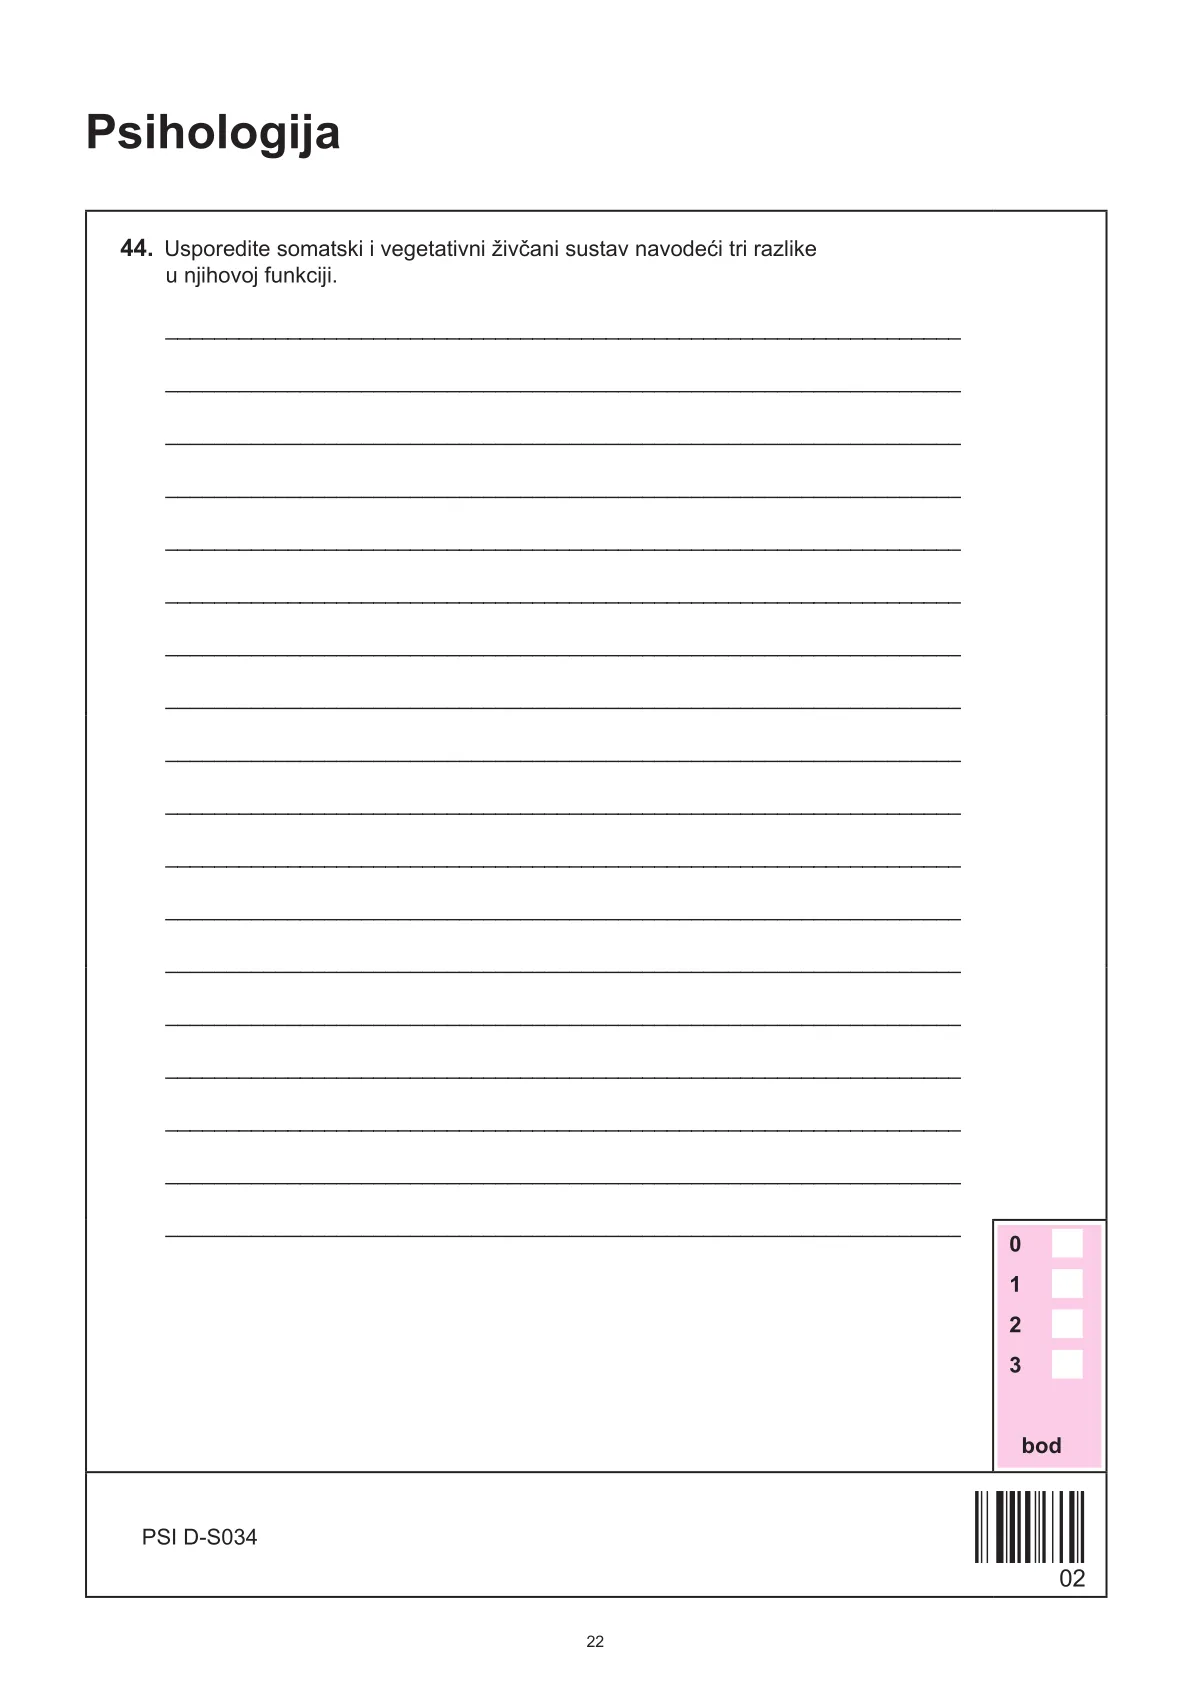 Psihologija
44. Usporedite somatski i vegetativni živčani sustav navodeći tri razlike
u njihovoj funkciji.
0
1
2
3
bod
PSI D-S034
02
22